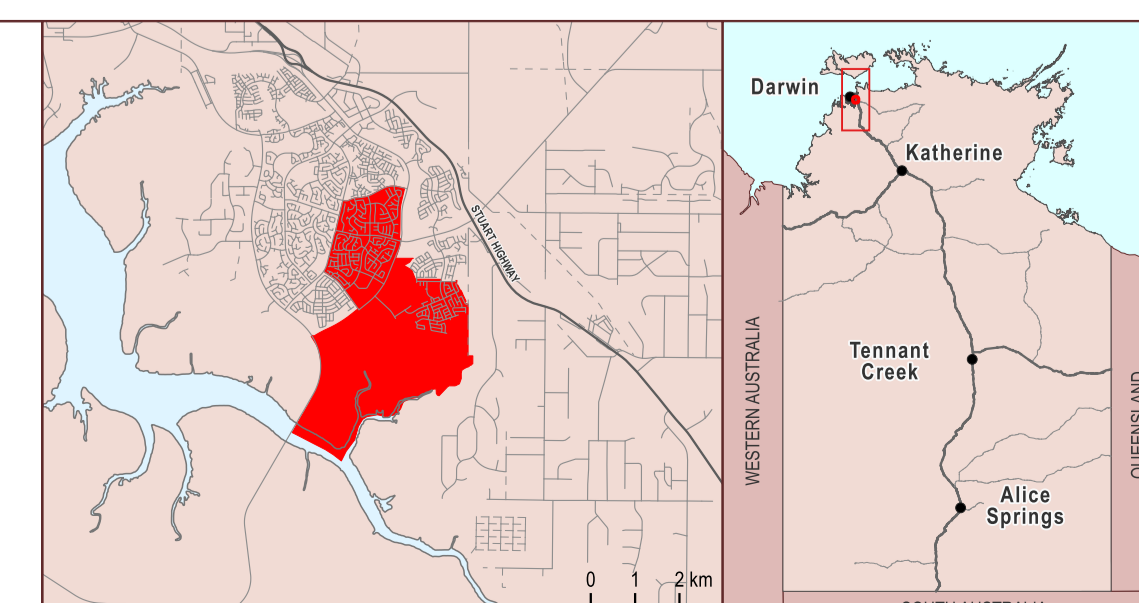 STUART HIGHWAY
0 1 2 km
Darwin
Katherine
Tennant
Creek
Alice
Springs
WESTERN AUSTRALIA